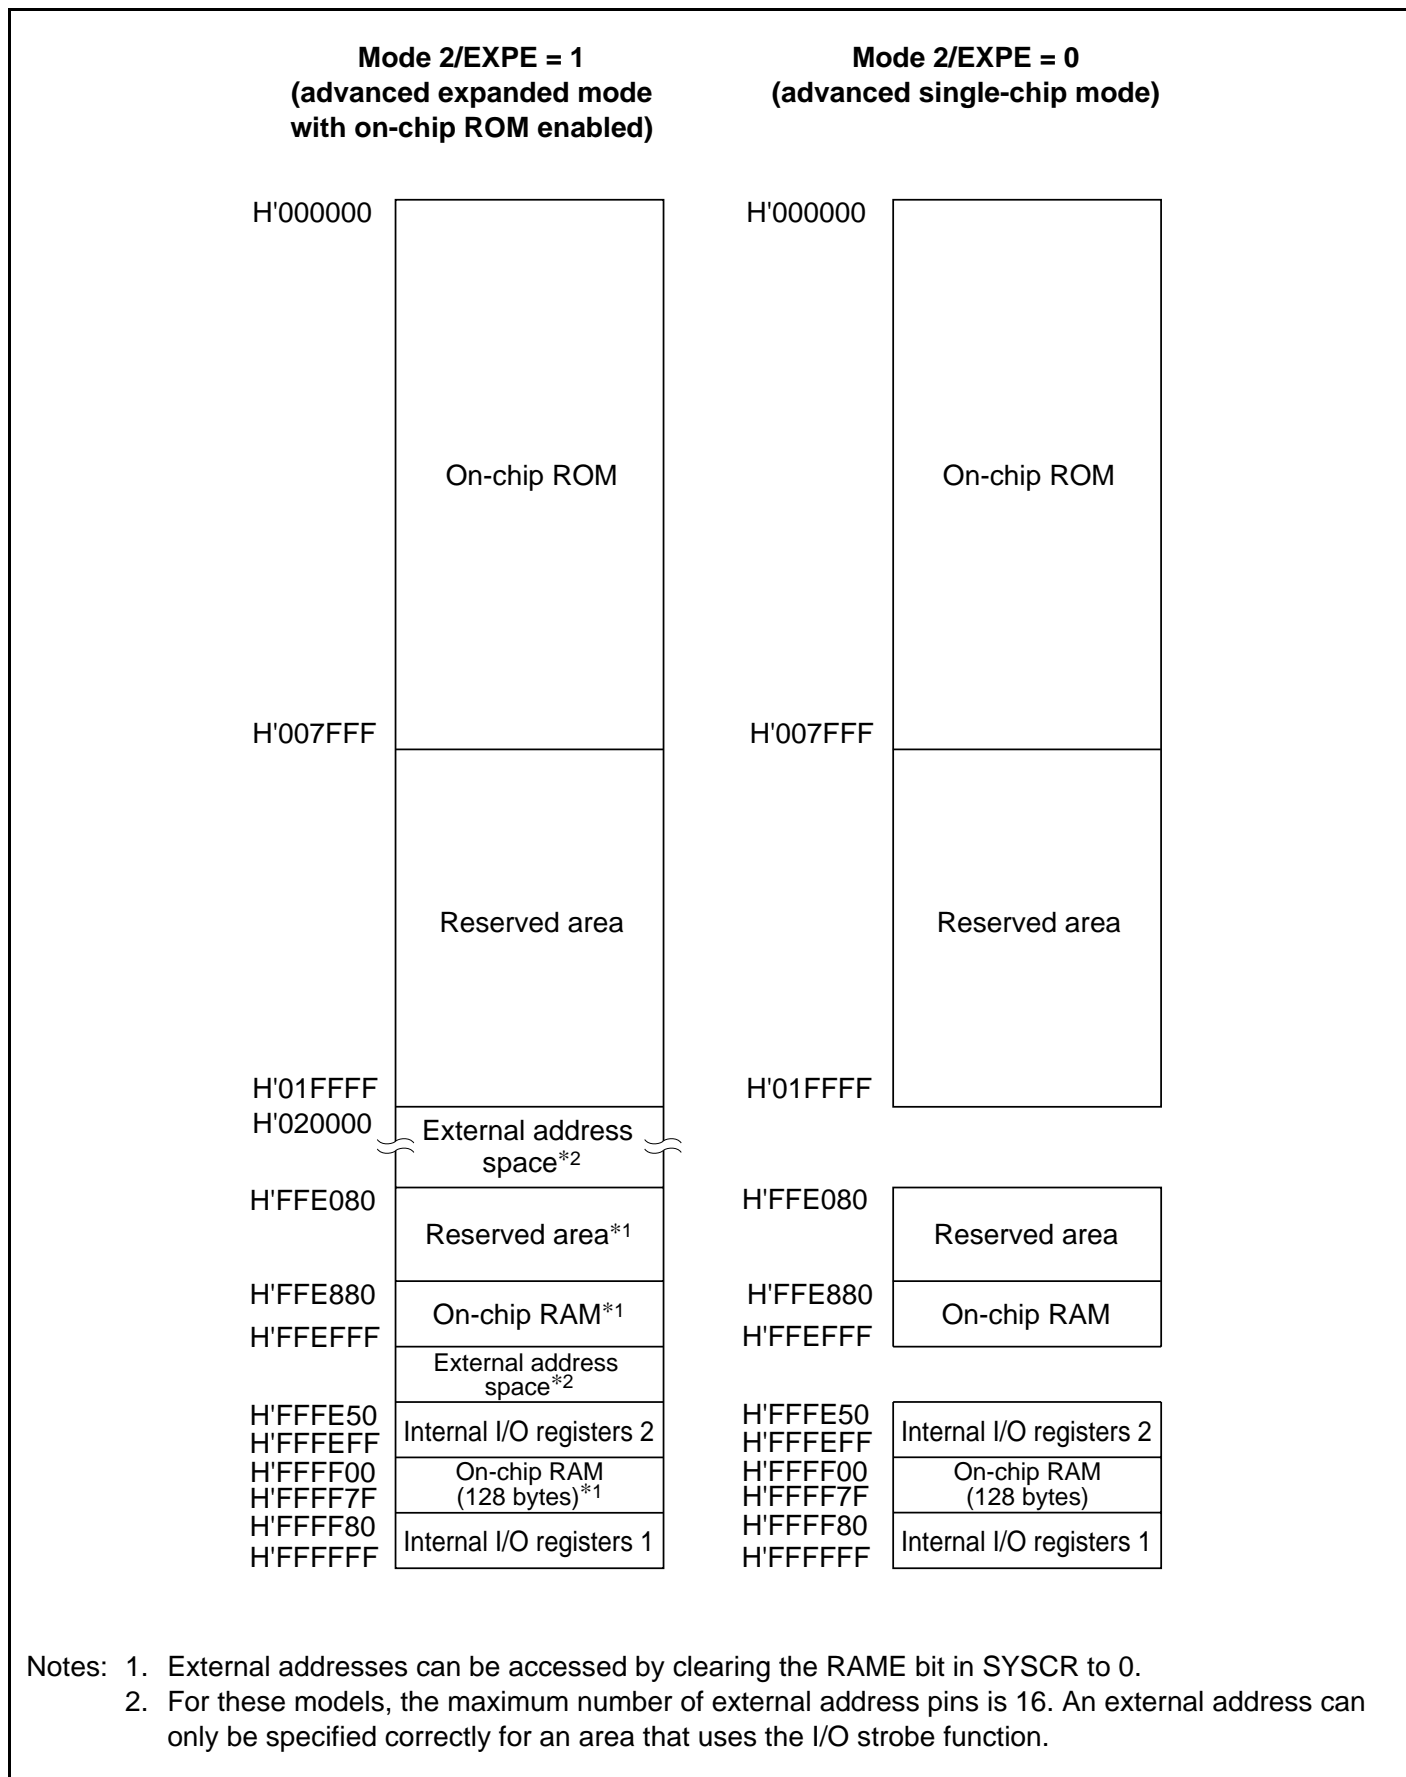 Mode 2/EXPE = 1
(advanced expanded mode
with on-chip ROM enabled)
H'000000
On-chip ROM
H'007FFF
Reserved area
H'01FFFF
H'020000
External address
space*2
H'FFE080
Reserved area*1
H'FFE880
On-chip RAM*1
H'FFEFFF
External address
space*2
H'FFFE50
Internal I/O registers 2
H'FFFEFF
H'FFFF00
On-chip RAM
(128 bytes)*1
H'FFFF7F
H'FFFF80
Internal I/O registers 1
H'FFFFFF
Mode 2/EXPE = 0
(advanced single-chip mode)
H'000000
On-chip ROM
H'007FFF
Reserved area
H'01FFFF
H'FFE080
Reserved area
H'FFE880
On-chip RAM
H'FFEFFF
H'FFFE50
Internal I/O registers 2
H'FFFEFF
H'FFFF00
On-chip RAM
(128 bytes)
H'FFFF7F
H'FFFF80
Internal I/O registers 1
H'FFFFFF
Notes: 1. External addresses can be accessed by clearing the RAME bit in SYSCR to 0.
2. For these models, the maximum number of external address pins is 16. An external address can
only be specified correctly for an area that uses the I/O strobe function.